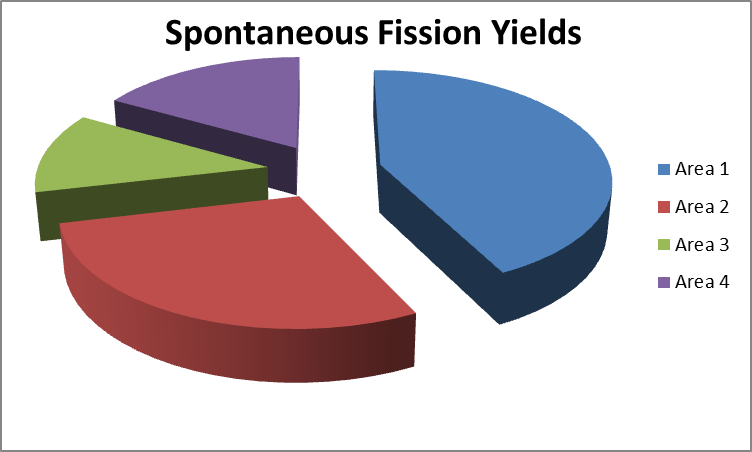 Spontaneous Fission Yields
Area 1
Area 2
Area 3
Area 4